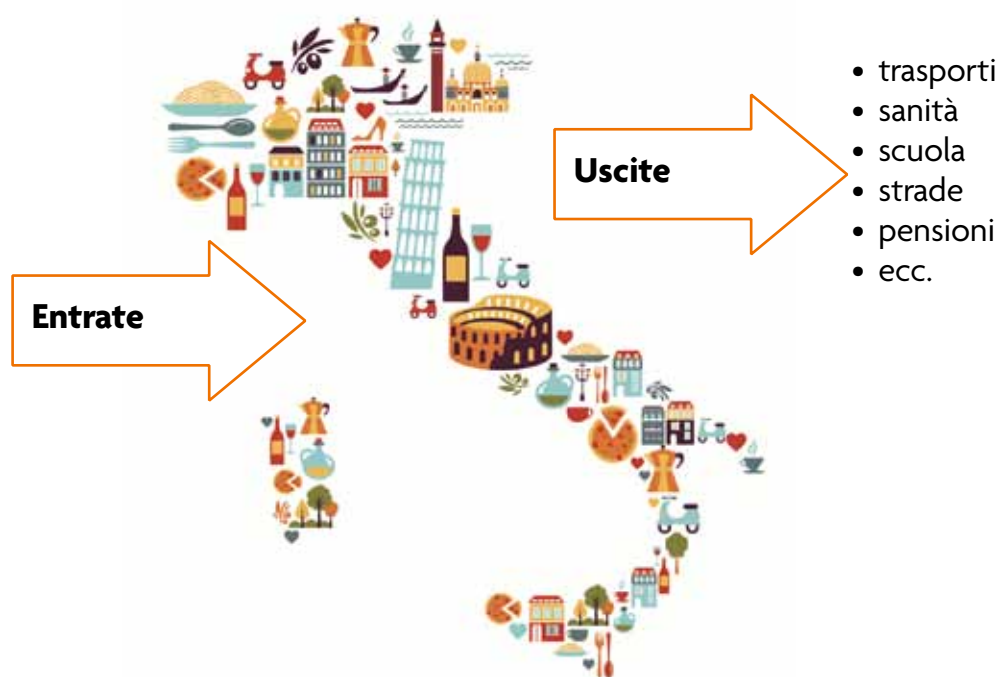 Entrate
Uscite
• trasporti
• sanità
• scuola
• strade
• pensioni
• ecc.